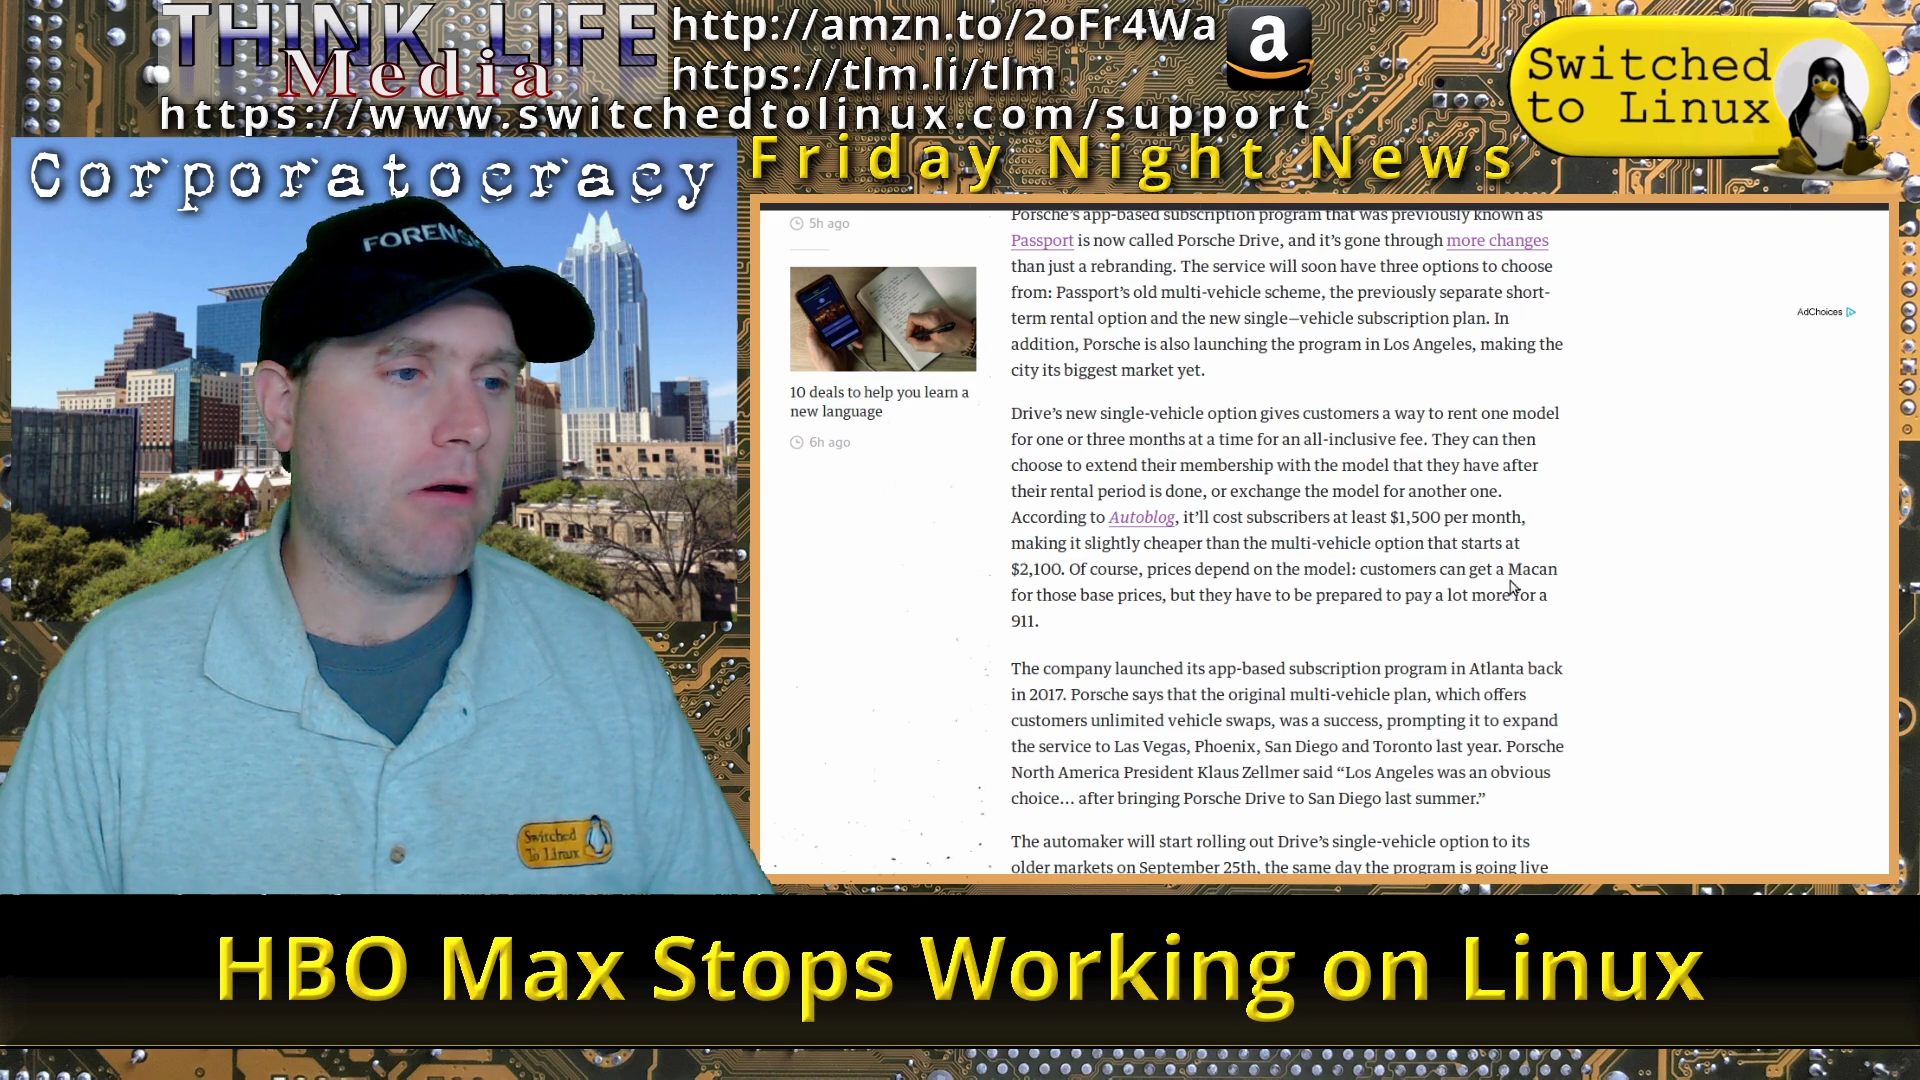 THINK LIFE
Media
http://amzn.to/2oFr4Wa
https://tlm.li/tlm
https://www.switchedtolinux.com/support
a
Switched
to Linux
Corporatocracy
Friday Night News
FORENS
Switched
To Linux
5h ago
10 deals to help you learn a
new language
6h ago
Porsche's app-based subscription program that was previously known as
Passport is now called Porsche Drive, and it's gone through more changes
than just a rebranding. The service will soon have three options to choose
from: Passport's old multi-vehicle scheme, the previously separate short-
term rental option and the new single—vehicle subscription plan. In
addition, Porsche is also launching the program in Los Angeles, making the
city its biggest market yet.
Drive's new single-vehicle option gives customers a way to rent one model
for one or three months at a time for an all-inclusive fee. They can then
choose to extend their membership with the model that they have after
their rental period is done, or exchange the model for another one.
According to Autoblog, it'll cost subscribers at least $1,500 per month,
making it slightly cheaper than the multi-vehicle option that starts at
$2,100. Of course, prices depend on the model: customers can get a Macan
for those base prices, but they have to be prepared to pay a lot more for a
911.
The company launched its app-based subscription program in Atlanta back
in 2017. Porsche says that the original multi-vehicle plan, which offers
customers unlimited vehicle swaps, was a success, prompting it to expand
the service to Las Vegas, Phoenix, San Diego and Toronto last year. Porsche
North America President Klaus Zellmer said “Los Angeles was an obvious
choice… after bringing Porsche Drive to San Diego last summer.”
The automaker will start rolling out Drive's single-vehicle option to its
older markets on September 25th, the same day the program is going live
AdChoices
HBO Max Stops Working on Linux